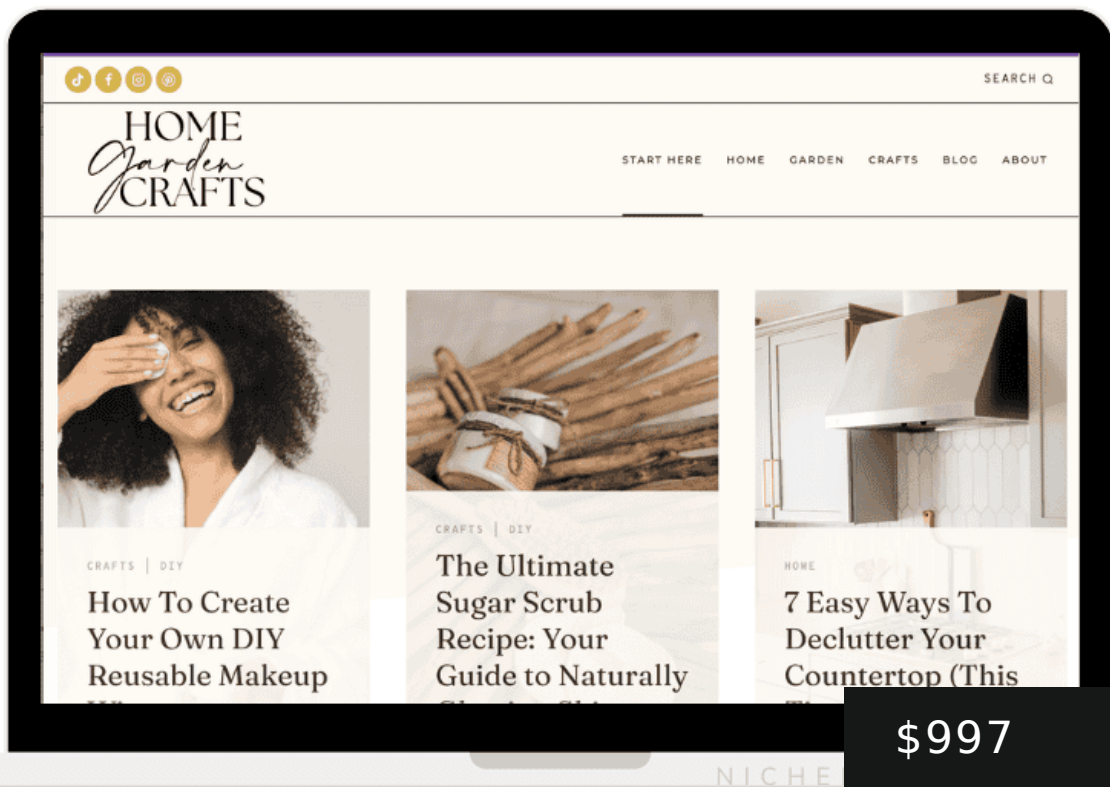 SEARCH
HOME
Garden
CRAFTS
START HERE HOME GARDEN CRAFTS BLOG ABOUT
CRAFTS | DIY
How To Create
Your Own DIY
Reusable Makeup
CRAFTS | DIY
The Ultimate
Sugar Scrub
Recipe: Your
Guide to Naturally
HOME
7 Easy Ways To
Declutter Your
Countertop (This
$997